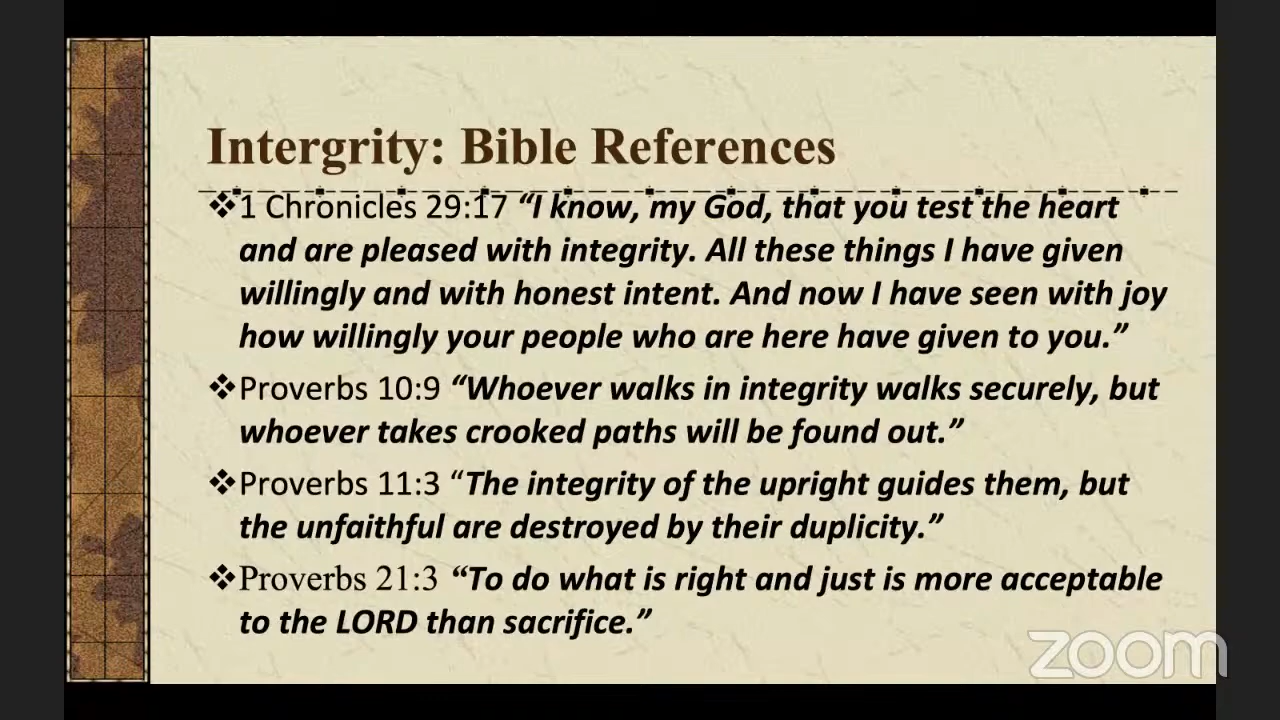 Intergrity: Bible References
❖1 Chronicles 29:17 “I know, my God, that you test the heart
and are pleased with integrity. All these things I have given
willingly and with honest intent. And now I have seen with joy
how willingly your people who are here have given to you.”
❖Proverbs 10:9 “Whoever walks in integrity walks securely, but
whoever takes crooked paths will be found out.”
❖Proverbs 11:3 “The integrity of the upright guides them, but
the unfaithful are destroyed by their duplicity.”
❖Proverbs 21:3 “To do what is right and just is more acceptable
to the LORD than sacrifice.”
zoom